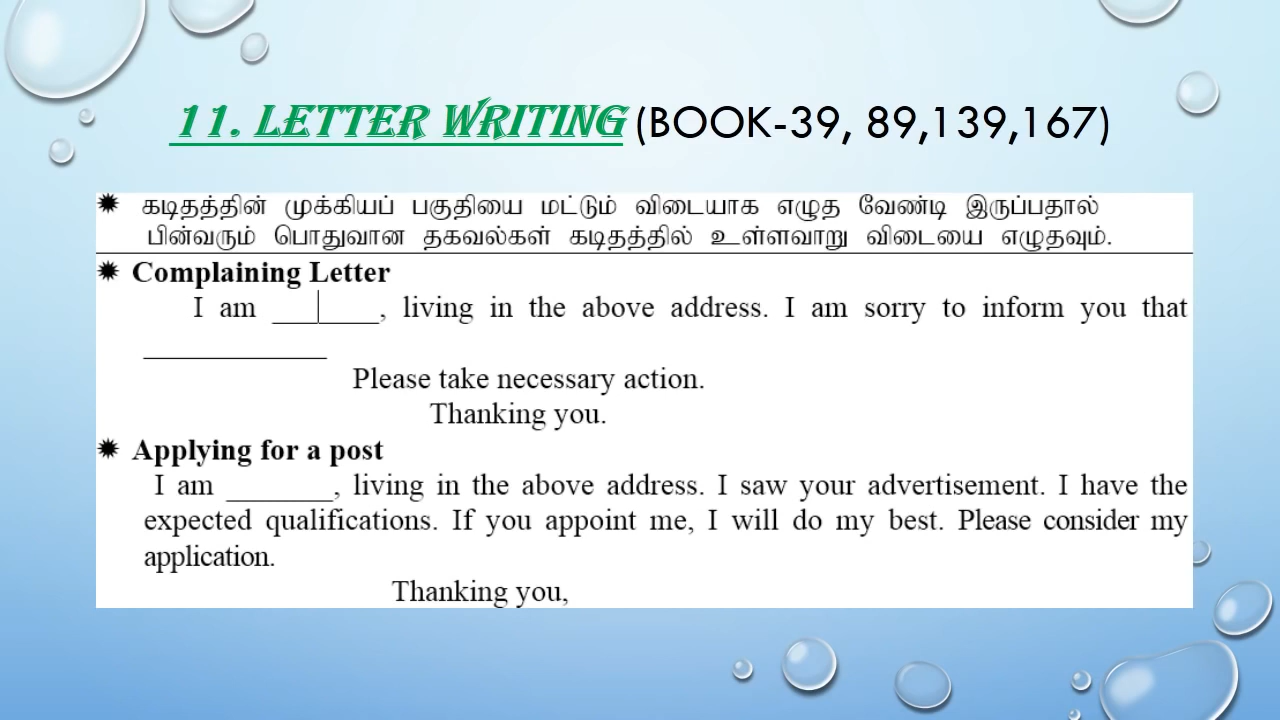 11. LETTER WRITING (BOOK-39, 89,139,167)
✹ கடிதத்தின் முக்கியப் பகுதியை மட்டும் விடையாக எழுத வேண்டி இருப்பதால்
பின்வரும் பொதுவான தகவல்கள் கடிதத்தில் உள்ளவாறு விடையை எழுதவும்.
✹ Complaining Letter
I am _______, living in the above address. I am sorry to inform you that
____________
Please take necessary action.
Thanking you.
✹ Applying for a post
I am _______, living in the above address. I saw your advertisement. I have the
expected qualifications. If you appoint me, I will do my best. Please consider my
application.
Thanking you,